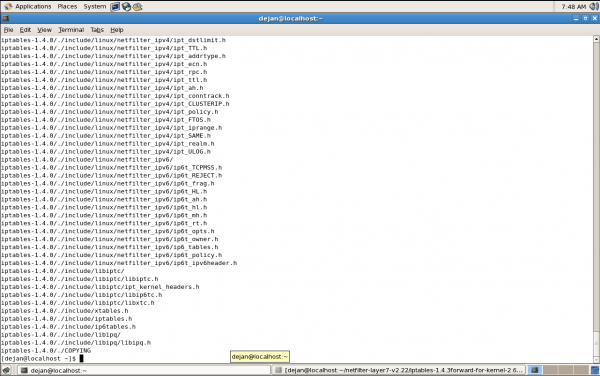 Applications Places System 7:48 AM
dejan@localhost:~
File Edit View Terminal Tabs Help
iptables-1.4.0/./include/linux/netfilter_ipv4/ipt_dstlimit.h
iptables-1.4.0/./include/linux/netfilter_ipv4/ipt_TTL.h
iptables-1.4.0/./include/linux/netfilter_ipv4/ipt_addrtype.h
iptables-1.4.0/./include/linux/netfilter_ipv4/ipt_ecn.h
iptables-1.4.0/./include/linux/netfilter_ipv4/ipt_rpc.h
iptables-1.4.0/./include/linux/netfilter_ipv4/ipt_ttl.h
iptables-1.4.0/./include/linux/netfilter_ipv4/ipt_ah.h
iptables-1.4.0/./include/linux/netfilter_ipv4/ipt_conntrack.h
iptables-1.4.0/./include/linux/netfilter_ipv4/ipt_CLUSTERIP.h
iptables-1.4.0/./include/linux/netfilter_ipv4/ipt_policy.h
iptables-1.4.0/./include/linux/netfilter_ipv4/ipt_FTOS.h
iptables-1.4.0/./include/linux/netfilter_ipv4/ipt_iprange.h
iptables-1.4.0/./include/linux/netfilter_ipv4/ipt_SAME.h
iptables-1.4.0/./include/linux/netfilter_ipv4/ipt_realm.h
iptables-1.4.0/./include/linux/netfilter_ipv4/ipt_ULOG.h
iptables-1.4.0/./include/linux/netfilter_ipv6/
iptables-1.4.0/./include/linux/netfilter_ipv6/ip6t_TCPMSS.h
iptables-1.4.0/./include/linux/netfilter_ipv6/ip6t_REJECT.h
iptables-1.4.0/./include/linux/netfilter_ipv6/ip6t_frag.h
iptables-1.4.0/./include/linux/netfilter_ipv6/ip6t_HL.h
iptables-1.4.0/./include/linux/netfilter_ipv6/ip6t_ah.h
iptables-1.4.0/./include/linux/netfilter_ipv6/ip6t_hl.h
iptables-1.4.0/./include/linux/netfilter_ipv6/ip6t_mh.h
iptables-1.4.0/./include/linux/netfilter_ipv6/ip6t_rt.h
iptables-1.4.0/./include/linux/netfilter_ipv6/ip6t_opts.h
iptables-1.4.0/./include/linux/netfilter_ipv6/ip6t_owner.h
iptables-1.4.0/./include/linux/netfilter_ipv6/ip6_tables.h
iptables-1.4.0/./include/linux/netfilter_ipv6/ip6t_policy.h
iptables-1.4.0/./include/linux/netfilter_ipv6/ip6t_ipv6header.h
iptables-1.4.0/./include/libiptc/
iptables-1.4.0/./include/libiptc/libiptc.h
iptables-1.4.0/./include/libiptc/ipt_kernel_headers.h
iptables-1.4.0/./include/libiptc/libip6tc.h
iptables-1.4.0/./include/libiptc/libxtc.h
iptables-1.4.0/./include/xtables.h
iptables-1.4.0/./include/iptables.h
iptables-1.4.0/./include/ip6tables.h
iptables-1.4.0/./include/libipq/
iptables-1.4.0/./include/libipq/libipq.h
iptables-1.4.0/./COPYING
[dejan@localhost ~]$
dejan@localhost:~
dejan@localhost:~ [dejan@localhost:~/netfilter-layer7-v2.22/iptables-1.4.3forward-for-kernel-2.6...